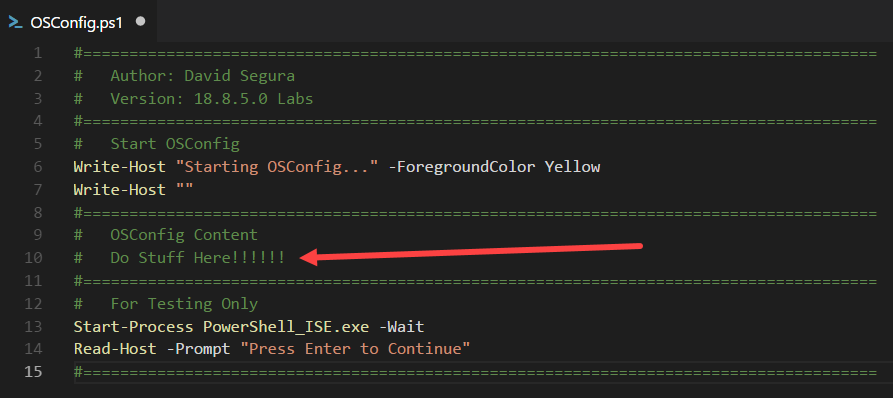 OSConfig.ps1
1 #======================================================================================
2 #   Author: David Segura
3 #   Version: 18.8.5.0 Labs
4 #======================================================================================
5 #   Start OSConfig
6 Write-Host "Starting OSConfig..." -ForegroundColor Yellow
7 Write-Host ""
8 #======================================================================================
9 #   OSConfig Content
10 #   Do Stuff Here!!!!!!
11 #======================================================================================
12 #   For Testing Only
13 Start-Process PowerShell_ISE.exe -Wait
14 Read-Host -Prompt "Press Enter to Continue"
15 #======================================================================================